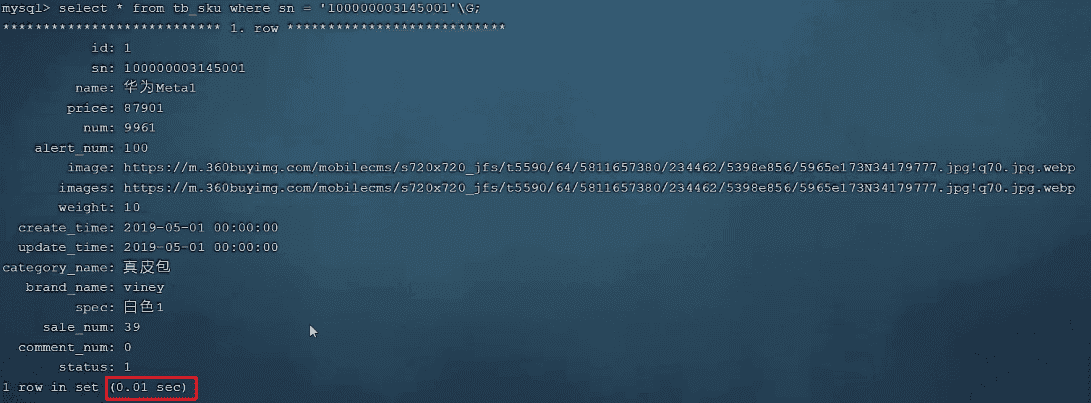 mysql> select * from tb_sku where sn = '100000003145001'\G;
*************************** 1. row ***************************
id: 1
sn: 100000003145001
name: 华为Meta1
price: 87901
num: 9961
alert_num: 100
image: https://m.360buyimg.com/mobilecms/s720x720_jfs/t5590/64/5811657380/234462/5398e856/5965e173N34179777.jpg!q70.jpg.webp
images: https://m.360buyimg.com/mobilecms/s720x720_jfs/t5590/64/5811657380/234462/5398e856/5965e173N34179777.jpg!q70.jpg.webp
weight: 10
create_time: 2019-05-01 00:00:00
update_time: 2019-05-01 00:00:00
category_name: 真皮包
brand_name: viney
spec: 白色1
sale_num: 39
comment_num: 0
status: 1
1 row in set (0.01 sec)